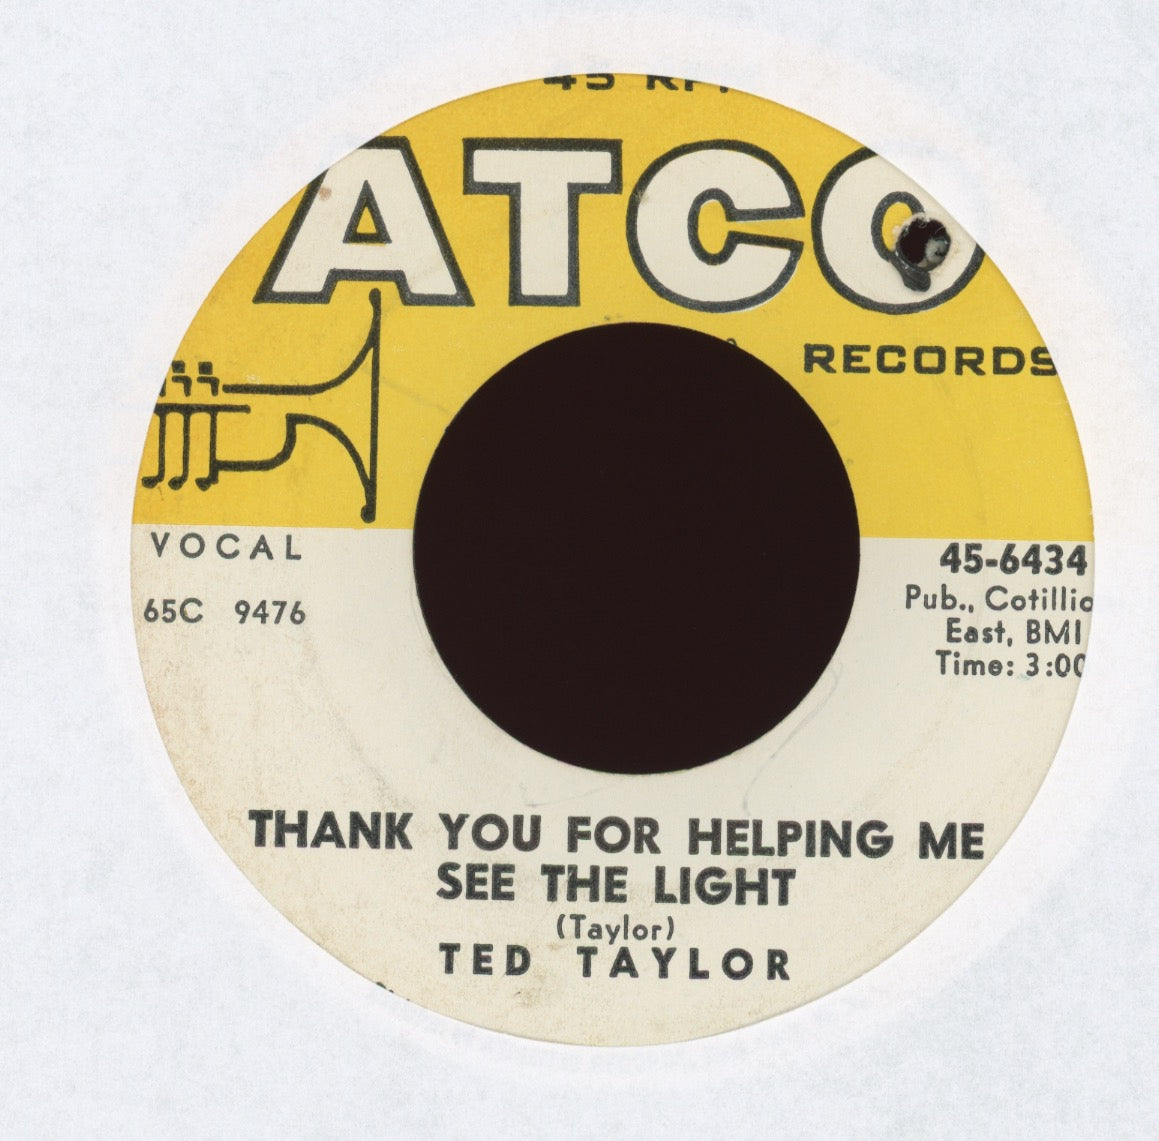 ATCO
RECORDS
VOCAL
65C 9476
45-6434
Pub., Cotillio
East, BMI
Time: 3:00
THANK YOU FOR HELPING ME
SEE THE LIGHT
(Taylor)
TED TAYLOR